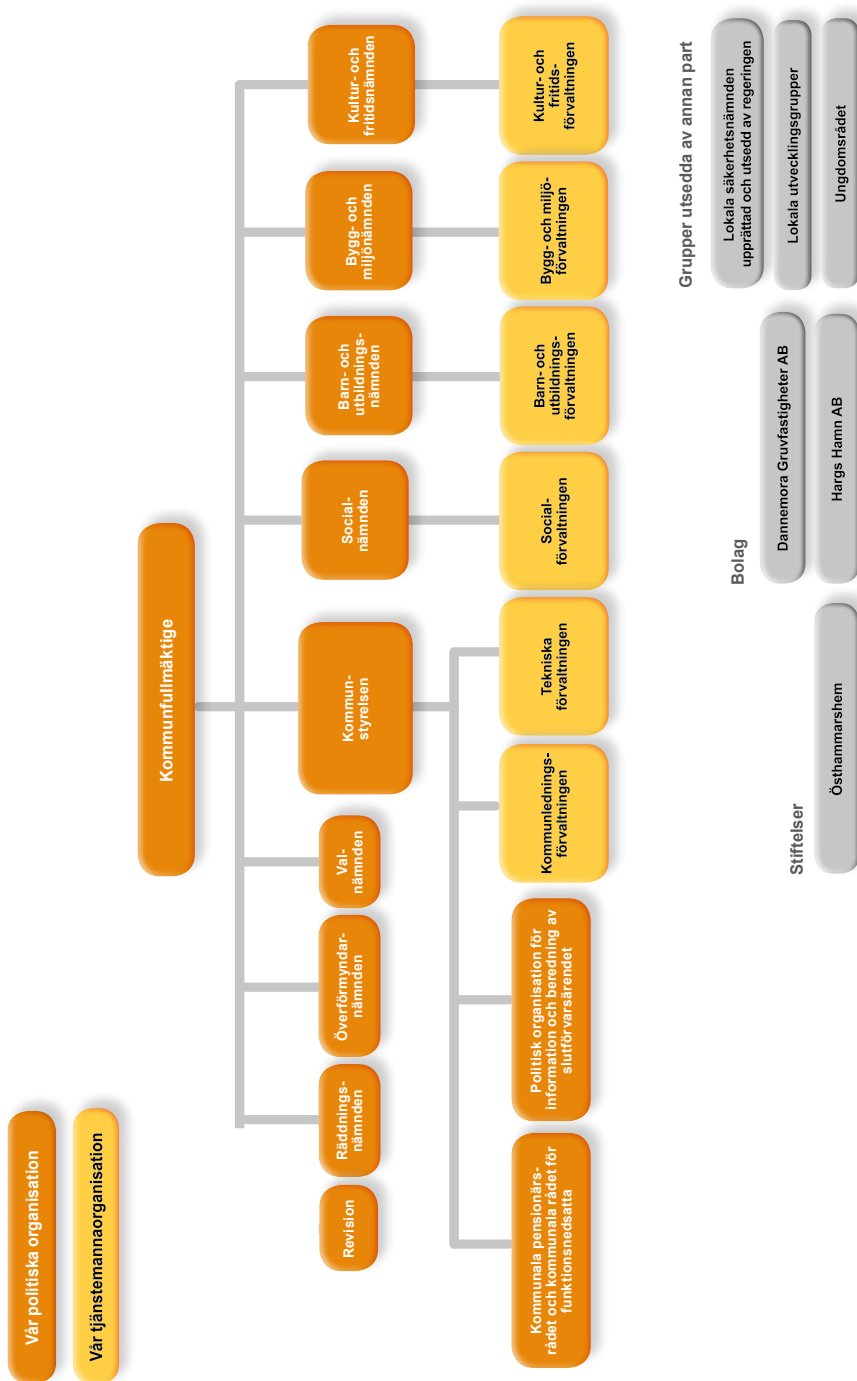 Vår politiska organisation
Vår tjänstemannaorganisation
Kommunfullmäktige
Revision
Räddnings-
nämnden
Överförmyndar-
nämnden
Val-
nämnden
Kommun-
styrelsen
Social-
nämnden
Barn- och
utbildnings-
nämnden
Bygg- och
miljönämnden
Kultur- och
fritidsnämnden
Kommunala pensionärs-
rådet och kommunala rådet för
funktionsnedsatta
Politisk organisation för
information och beredning av
slutförvarsärendet
Kommunlednings-
förvaltningen
Tekniska
förvaltningen
Social-
förvaltningen
Barn- och
utbildnings-
förvaltningen
Bygg- och miljö-
förvaltningen
Kultur- och
fritids-
förvaltningen
Stiftelser
Östhammarshem
Bolag
Dannemora Gruvfastigheter AB
Hargs Hamn AB
Grupper utsedda av annan part
Lokala säkerhetsnämnden
upprättad och utsedd av regeringen
Lokala utvecklingsgrupper
Ungdomsrådet